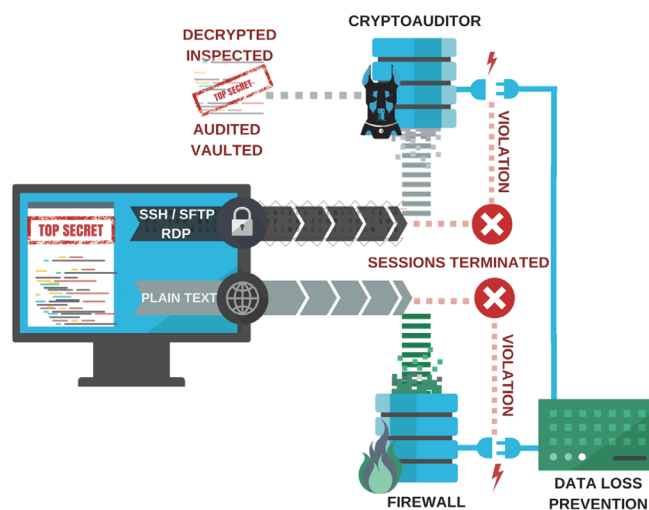 CRYPTOAUDITOR
DECRYPTED
INSPECTED
TOP SECRET
AUDITED
VAULTED
VIOLATION
SSH / SFTP
RDP
TOP SECRET
SESSIONS TERMINATED
PLAIN TEXT
VIOLATION
FIREWALL
DATA LOSS
PREVENTION